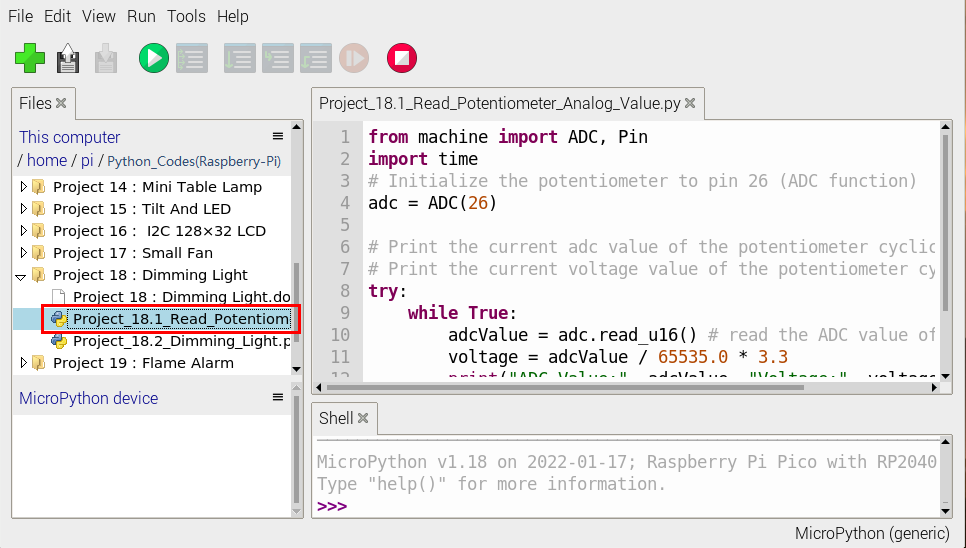 File Edit View Run Tools Help
Files
This computer
/ home / pi / Python_Codes(Raspberry-Pi)
Project 14 : Mini Table Lamp
Project 15 : Tilt And LED
Project 16 : I2C 128×32 LCD
Project 17 : Small Fan
Project 18 : Dimming Light
Project 18 : Dimming Light.do
Project_18.1_Read_Potentiom
Project_18.2_Dimming_Light.p
Project 19 : Flame Alarm
MicroPython device
Project_18.1_Read_Potentiometer_Analog_Value.py
1 from machine import ADC, Pin
2 import time
3 # Initialize the potentiometer to pin 26 (ADC function)
4 adc = ADC(26)
5
6 # Print the current adc value of the potentiometer cyclic
7 # Print the current voltage value of the potentiometer cy
8 try:
9 while True:
10 adcValue = adc.read_u16() # read the ADC value of
11 voltage = adcValue / 65535.0 * 3.3
12 print("ADC Value:", adcValue, "Voltage:", voltage
Shell
MicroPython v1.18 on 2022-01-17; Raspberry Pi Pico with RP2040
Type "help()" for more information.
>>>
MicroPython (generic)